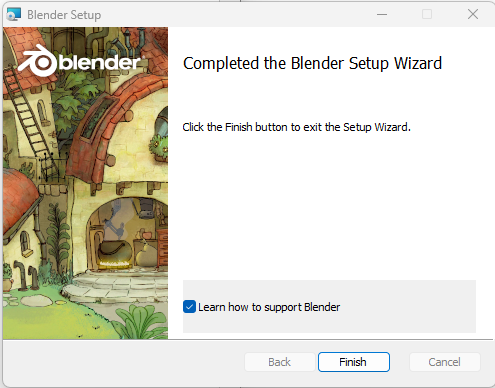 Blender Setup
blender
Completed the Blender Setup Wizard
Click the Finish button to exit the Setup Wizard.
Learn how to support Blender
Back
Finish
Cancel